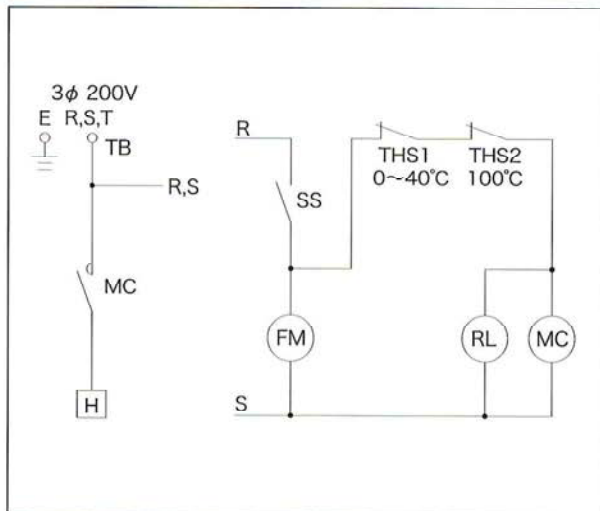 3φ 200V
E R,S,T
TB
R,S
MC
H
R
SS
THS1 THS2
0~40℃ 100℃
FM
RL
MC
S